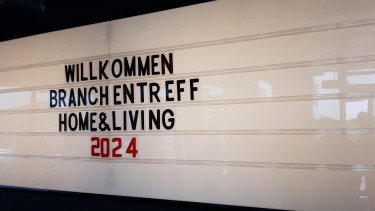 WILLKOMMEN
BRANCHENTREFF
HOME&LIVING
2024